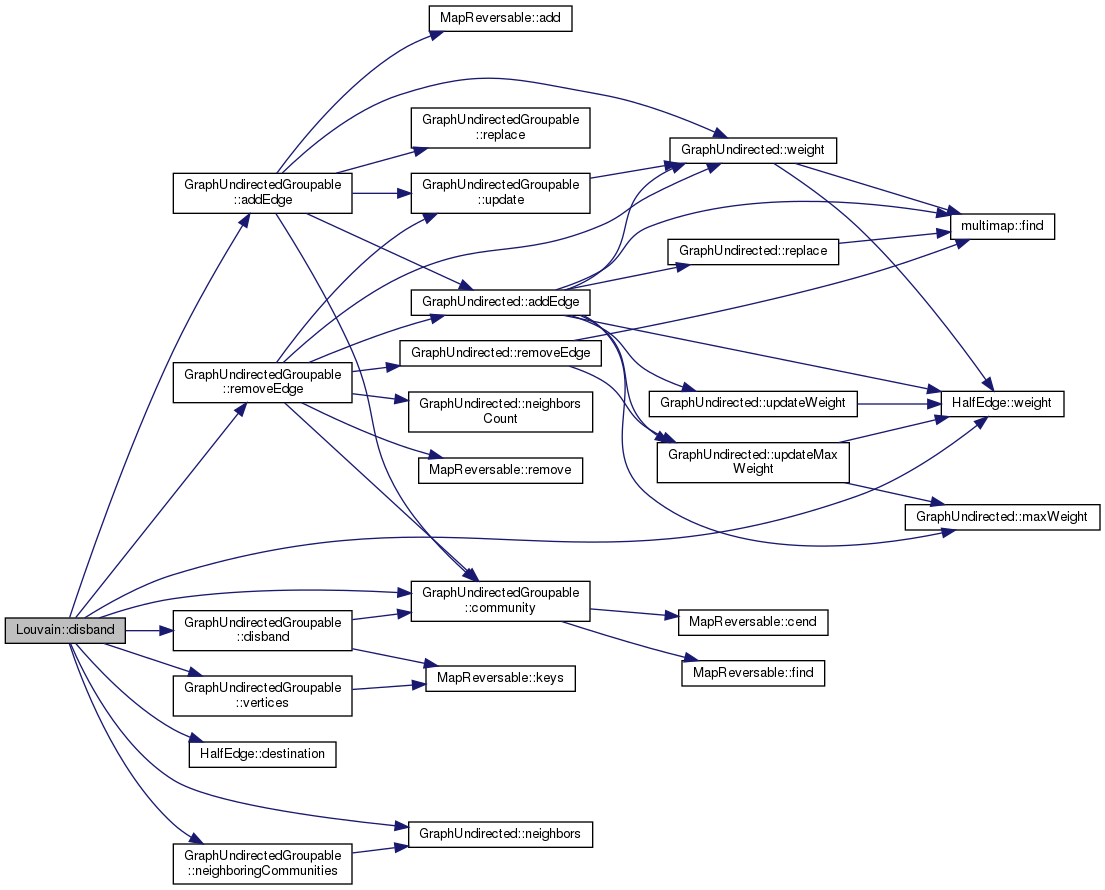 MapReversable::add
GraphUndirectedGroupable
::replace
GraphUndirected::weight
GraphUndirectedGroupable
::addEdge
GraphUndirectedGroupable
::update
multimap::find
GraphUndirected::replace
GraphUndirected::addEdge
GraphUndirected::removeEdge
GraphUndirectedGroupable
::removeEdge
GraphUndirected::neighbors
Count
GraphUndirected::updateWeight
HalfEdge::weight
MapReversable::remove
GraphUndirected::updateMax
Weight
GraphUndirected::maxWeight
GraphUndirectedGroupable
::community
Louvain::disband
GraphUndirectedGroupable
::disband
MapReversable::cend
MapReversable::find
MapReversable::keys
GraphUndirectedGroupable
::vertices
HalfEdge::destination
GraphUndirected::neighbors
GraphUndirectedGroupable
::neighboringCommunities